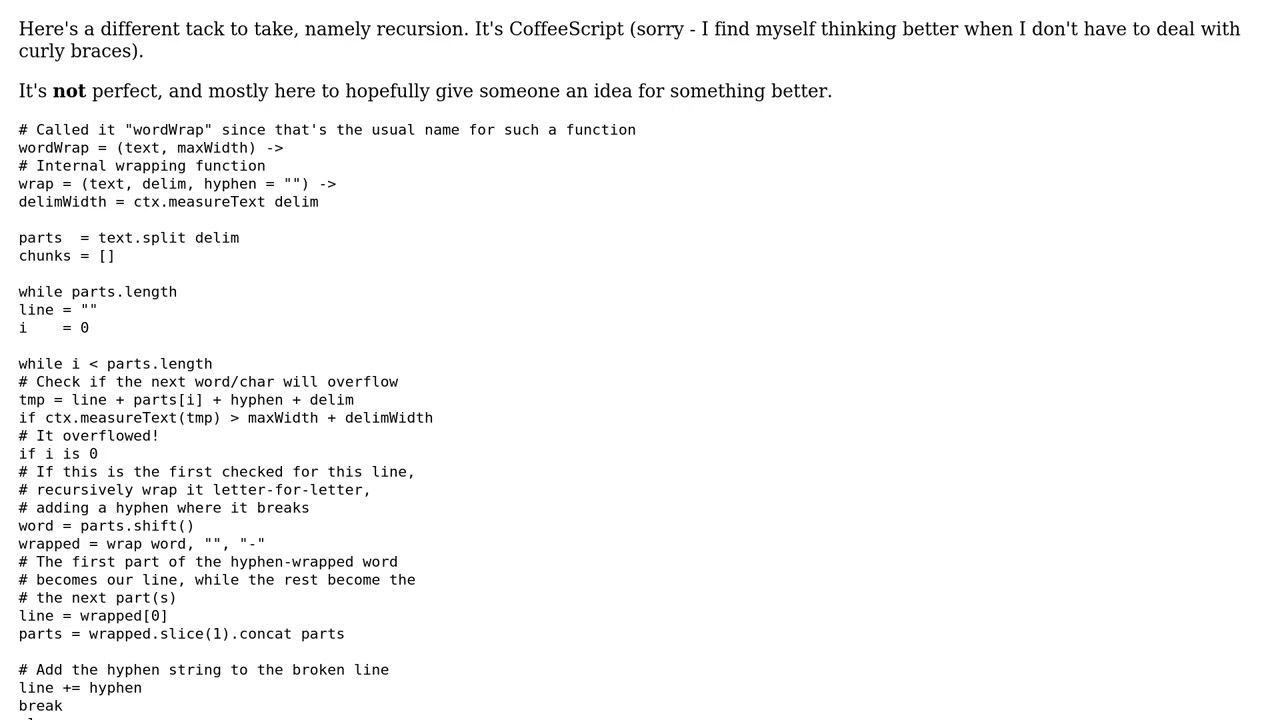 Here's a different tack to take, namely recursion. It's CoffeeScript (sorry - I find myself thinking better when I don't have to deal with
curly braces).
It's not perfect, and mostly here to hopefully give someone an idea for something better.
# Called it "wordWrap" since that's the usual name for such a function
wordWrap = (text, maxWidth) ->
# Internal wrapping function
wrap = (text, delim, hyphen = "") ->
delimWidth = ctx.measureText delim
parts  = text.split delim
chunks = []
while parts.length
line = ""
i    = 0
while i < parts.length
# Check if the next word/char will overflow
tmp = line + parts[i] + hyphen + delim
if ctx.measureText(tmp) > maxWidth + delimWidth
# It overflowed!
if i is 0
# If this is the first checked for this line,
# recursively wrap it letter-for-letter,
# adding a hyphen where it breaks
word = parts.shift()
wrapped = wrap word, "", "-"
# The first part of the hyphen-wrapped word
# becomes our line, while the rest become the
# the next part(s)
line = wrapped[0]
parts = wrapped.slice(1).concat parts
# Add the hyphen string to the broken line
line += hyphen
break